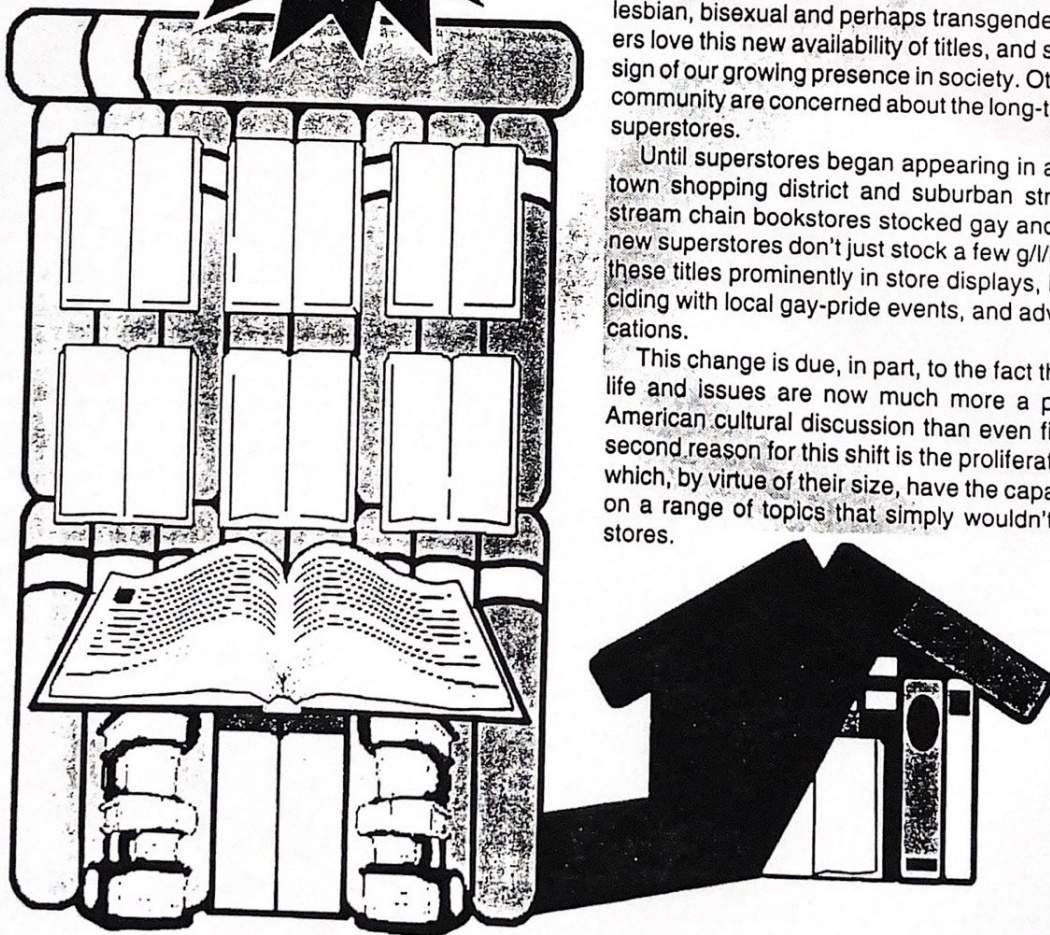 lesbian, bisexual and perhaps transgende
ers love this new availability of titles, and s
sign of our growing presence in society. Ot
community are concerned about the long-t
superstores.
Until superstores began appearing in a
town shopping district and suburban str
stream chain bookstores stocked gay and
new superstores don't just stock a few g/l/
these titles prominently in store displays,
ciding with local gay-pride events, and adv
cations.
This change is due, in part, to the fact th
life and issues are now much more a p
American cultural discussion than even fi
second reason for this shift is the proliferat
which, by virtue of their size, have the capa
on a range of topics that simply wouldn't
stores.